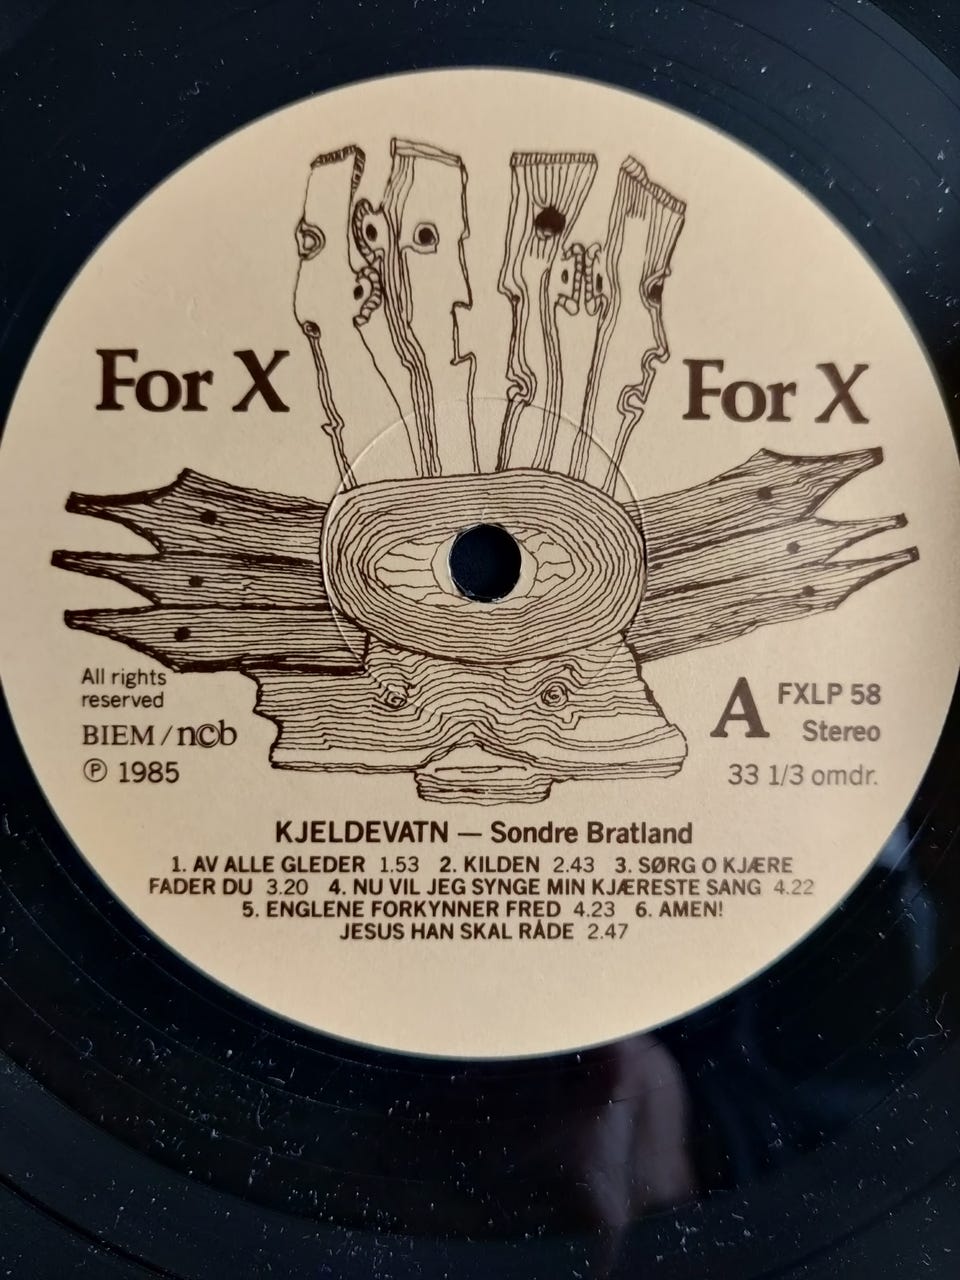 For X
For X
All rights
reserved
BIEM / n©b
℗ 1985
A
FXLP 58
Stereo
33 1/3 omdr.
KJELDEVATN — Sondre Bratland
1. AV ALLE GLEDER 1.53 2. KILDEN 2.43 3. SØRG O KJÆRE
FADER DU 3.20 4. NU VIL JEG SYNGE MIN KJÆRESTE SANG 4.22
5. ENGLENE FORKYNNER FRED 4.23 6. AMEN!
JESUS HAN SKAL RÅDE 2.47